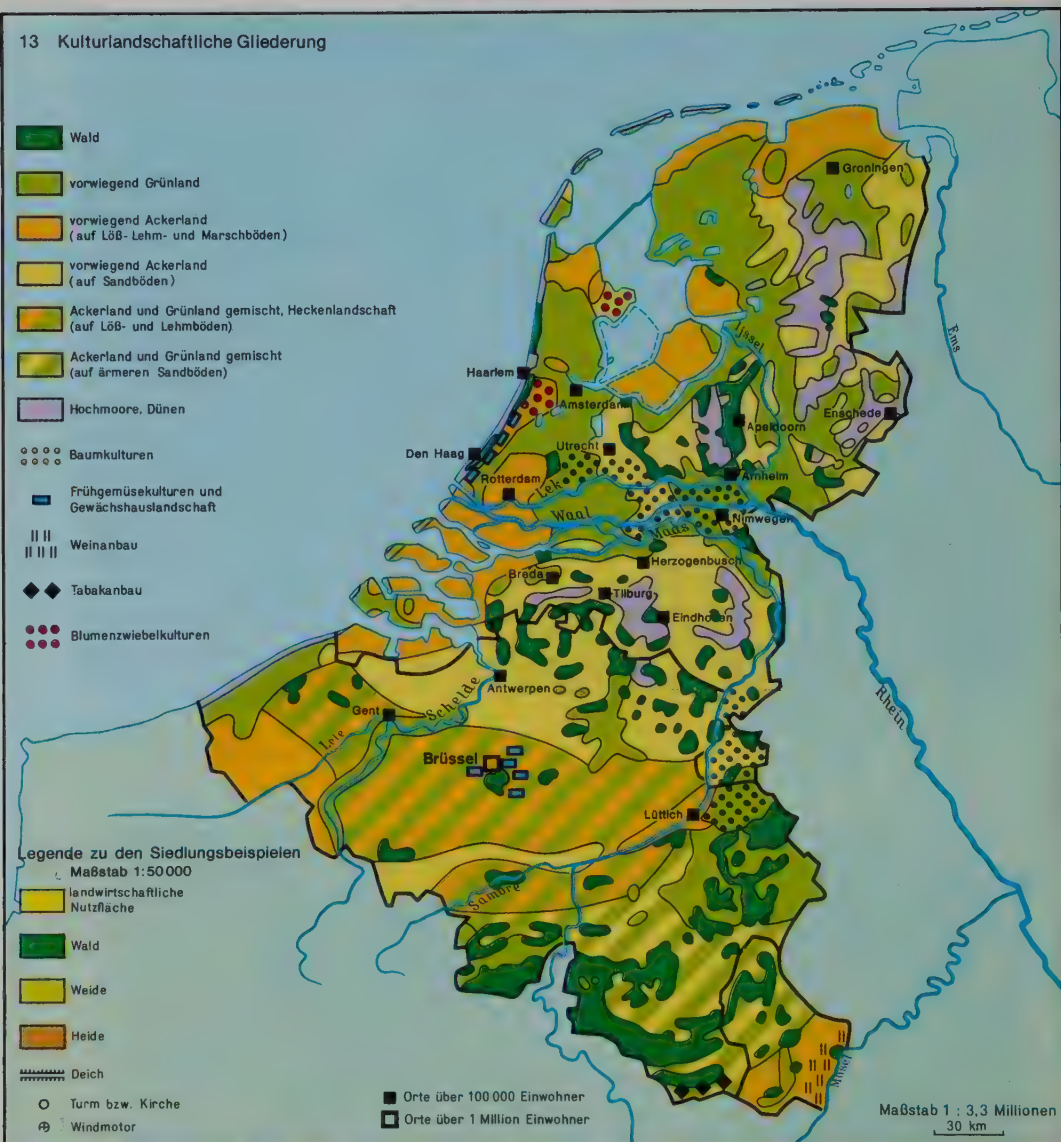 13 Kulturlandschaftliche Gliederung
Wald
vorwiegend Grünland
vorwiegend Ackerland
(auf Löß- Lehm- und Marschböden)
vorwiegend Ackerland
(auf Sandböden)
Ackerland und Grünland gemischt, Heckenlandschaft
(auf Löß- und Lehmböden)
Ackerland und Grünland gemischt
(auf ärmeren Sandböden)
Hochmoore, Dünen
Baumkulturen
Frühgemüsekulturen und
Gewächshauslandschaft
Weinanbau
Tabakanbau
Blumenzwiebelkulturen
Groningen
Ijssel
Ems
Haarlem
Amsterdam
Enschede
Apeldoorn
Utrecht
Den Haag
Arnheim
Rotterdam
Lek
Waal
Nimwegen
Maas
Herzogenbusch
Breda
Tilburg
Eindhofen
Antwerpen
Schelde
Rhein
Gent
Leie
Brüssel
Lüttich
Sambre
Mosel
Legende zu den Siedlungsbeispielen
Maßstab 1:50000
landwirtschaftliche
Nutzfläche
Wald
Weide
Heide
Deich
Turm bzw. Kirche
Windmotor
Orte über 100000 Einwohner
Orte über 1 Million Einwohner
Maßstab 1 : 3,3 Millionen
30 km